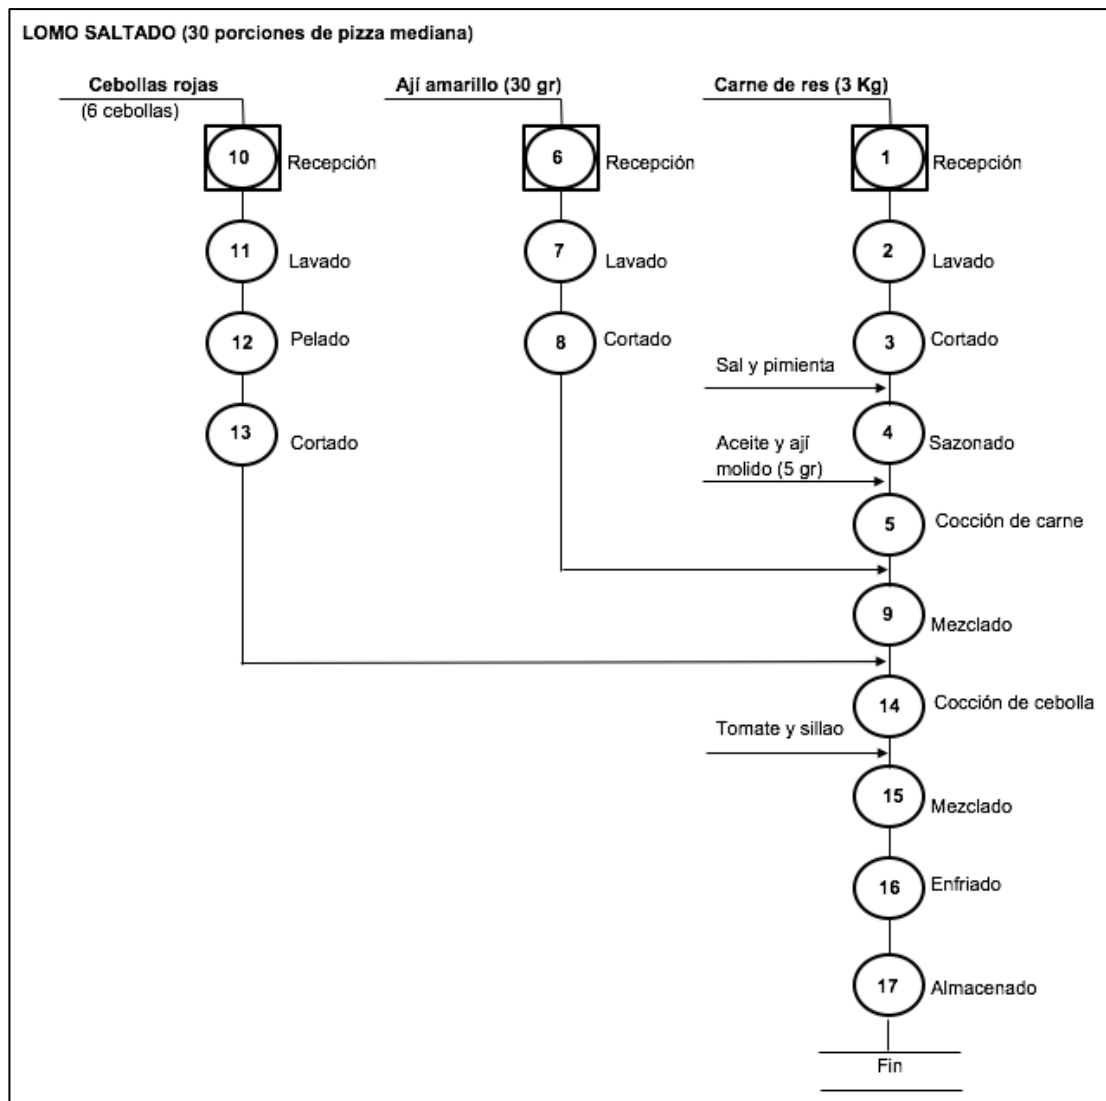 LOMO SALTADO (30 porciones de pizza mediana)
Cebollas rojas
(6 cebollas)
Ají amarillo (30 gr)
Carne de res (3 Kg)
10 Recepción
6 Recepción
1 Recepción
11 Lavado
7 Lavado
2 Lavado
12 Pelado
8 Cortado
3 Cortado
Sal y pimienta
13 Cortado
4 Sazonado
Aceite y ají
molido (5 gr)
5 Cocción de carne
9 Mezclado
14 Cocción de cebolla
Tomate y sillao
15 Mezclado
16 Enfriado
17 Almacenado
Fin